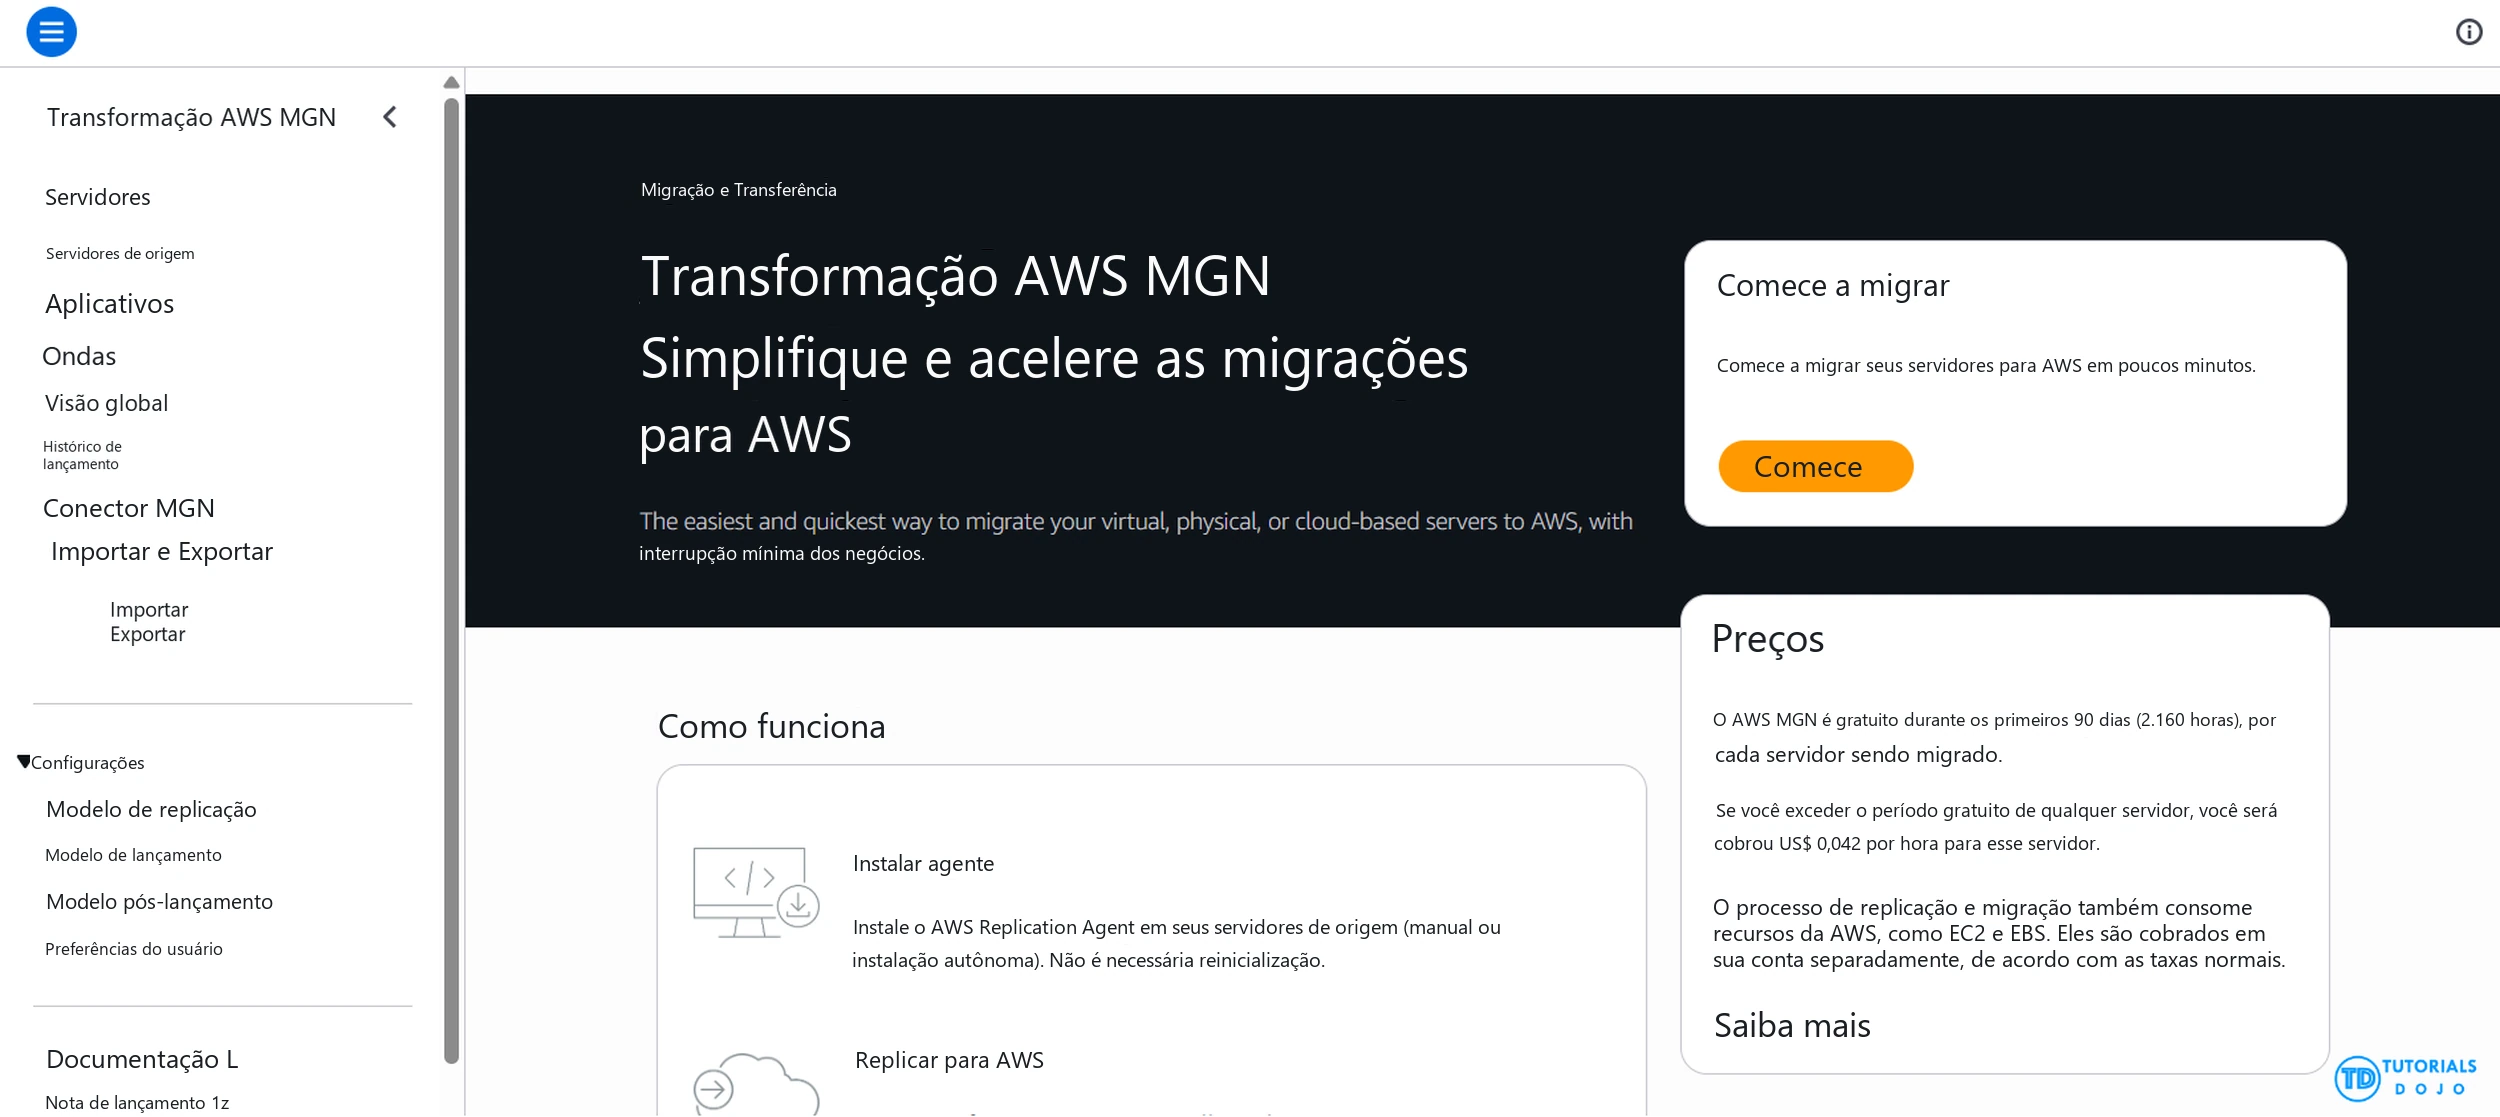 Transformação AWS MGN
Servidores
Servidores de origem
Aplicativos
Ondas
Visão global
Histórico de
lançamento
Conector MGN
Importar e Exportar
Importar
Exportar
Configurações
Modelo de replicação
Modelo de lançamento
Modelo pós-lançamento
Preferências do usuário
Documentação L
Nota de lançamento 1z
Migração e Transferência
Transformação AWS MGN
Simplifique e acelere as migrações
para AWS
The easiest and quickest way to migrate your virtual, physical, or cloud-based servers to AWS, with
interrupção mínima dos negócios.
Comece a migrar
Comece a migrar seus servidores para AWS em poucos minutos.
Comece
Como funciona
Instalar agente
Instale o AWS Replication Agent em seus servidores de origem (manual ou
instalação autônoma). Não é necessária reinicialização.
Replicar para AWS
Preços
O AWS MGN é gratuito durante os primeiros 90 dias (2.160 horas), por
cada servidor sendo migrado.
Se você exceder o período gratuito de qualquer servidor, você será
cobrou US$ 0,042 por hora para esse servidor.
O processo de replicação e migração também consome
recursos da AWS, como EC2 e EBS. Eles são cobrados em
sua conta separadamente, de acordo com as taxas normais.
Saiba mais
TD TUTORIALS
DOJO